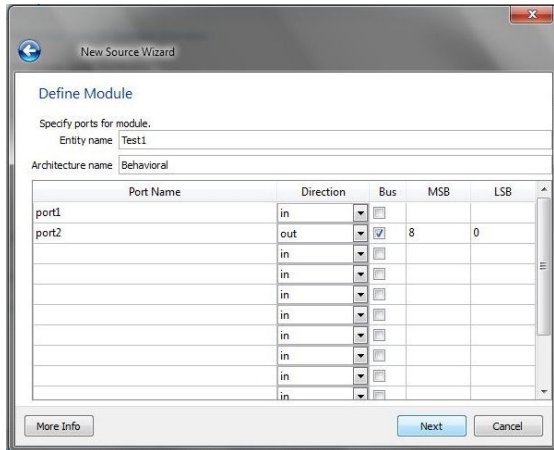 New Source Wizard
Define Module
Specify ports for module.
Entity name Test1
Architecture name Behavioral
Port Name Direction Bus MSB LSB
port1 in
port2 out 8 0
in
in
in
in
in
in
in
in
More Info Next Cancel